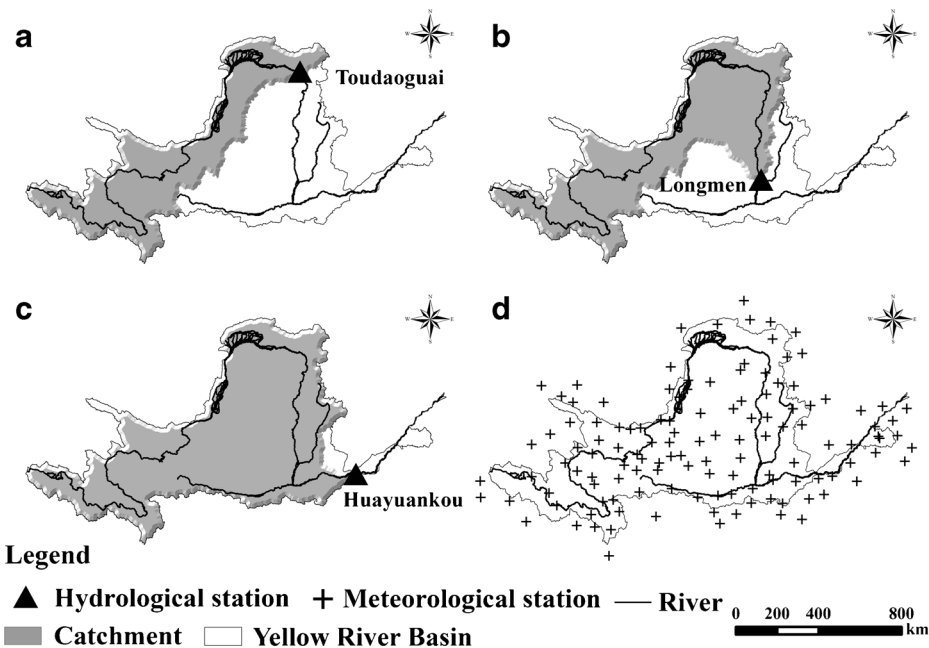 a
Toudaoguai
b
Longmen
c
Huayuankou
d
Legend
Hydrological station
Meteorological station
River
Catchment
Yellow River Basin
0 200 400 800
km